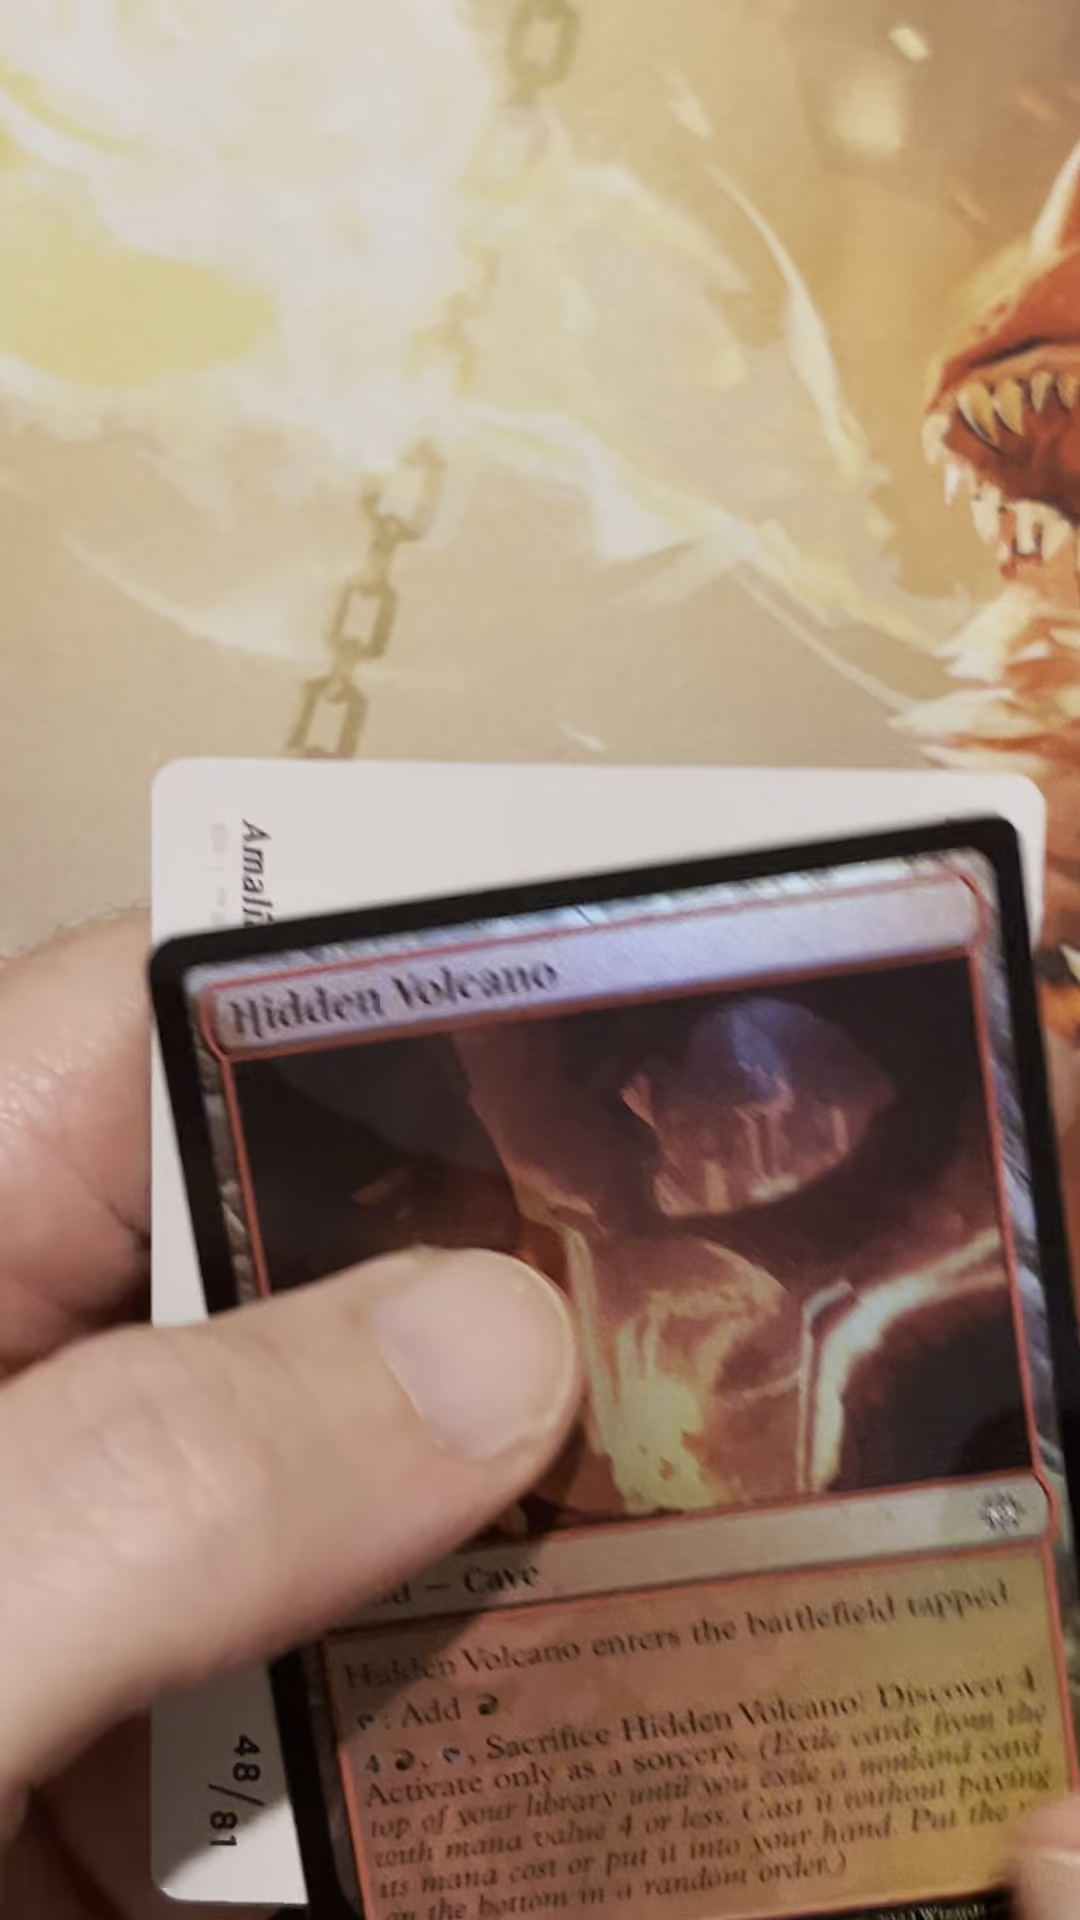 Amali
Hidden Volcano
— Cave
Hidden Volcano enters the battlefield tapped.
: Add
4 , , Sacrifice Hidden Volcano: Discover 4.
Activate only as a sorcery. (Exile cards from the
top of your library until you exile a nonland card
with mana value 4 or less. Cast it without paying
its mana cost or put it into your hand. Put the
on the bottom in a random order.)
48/81